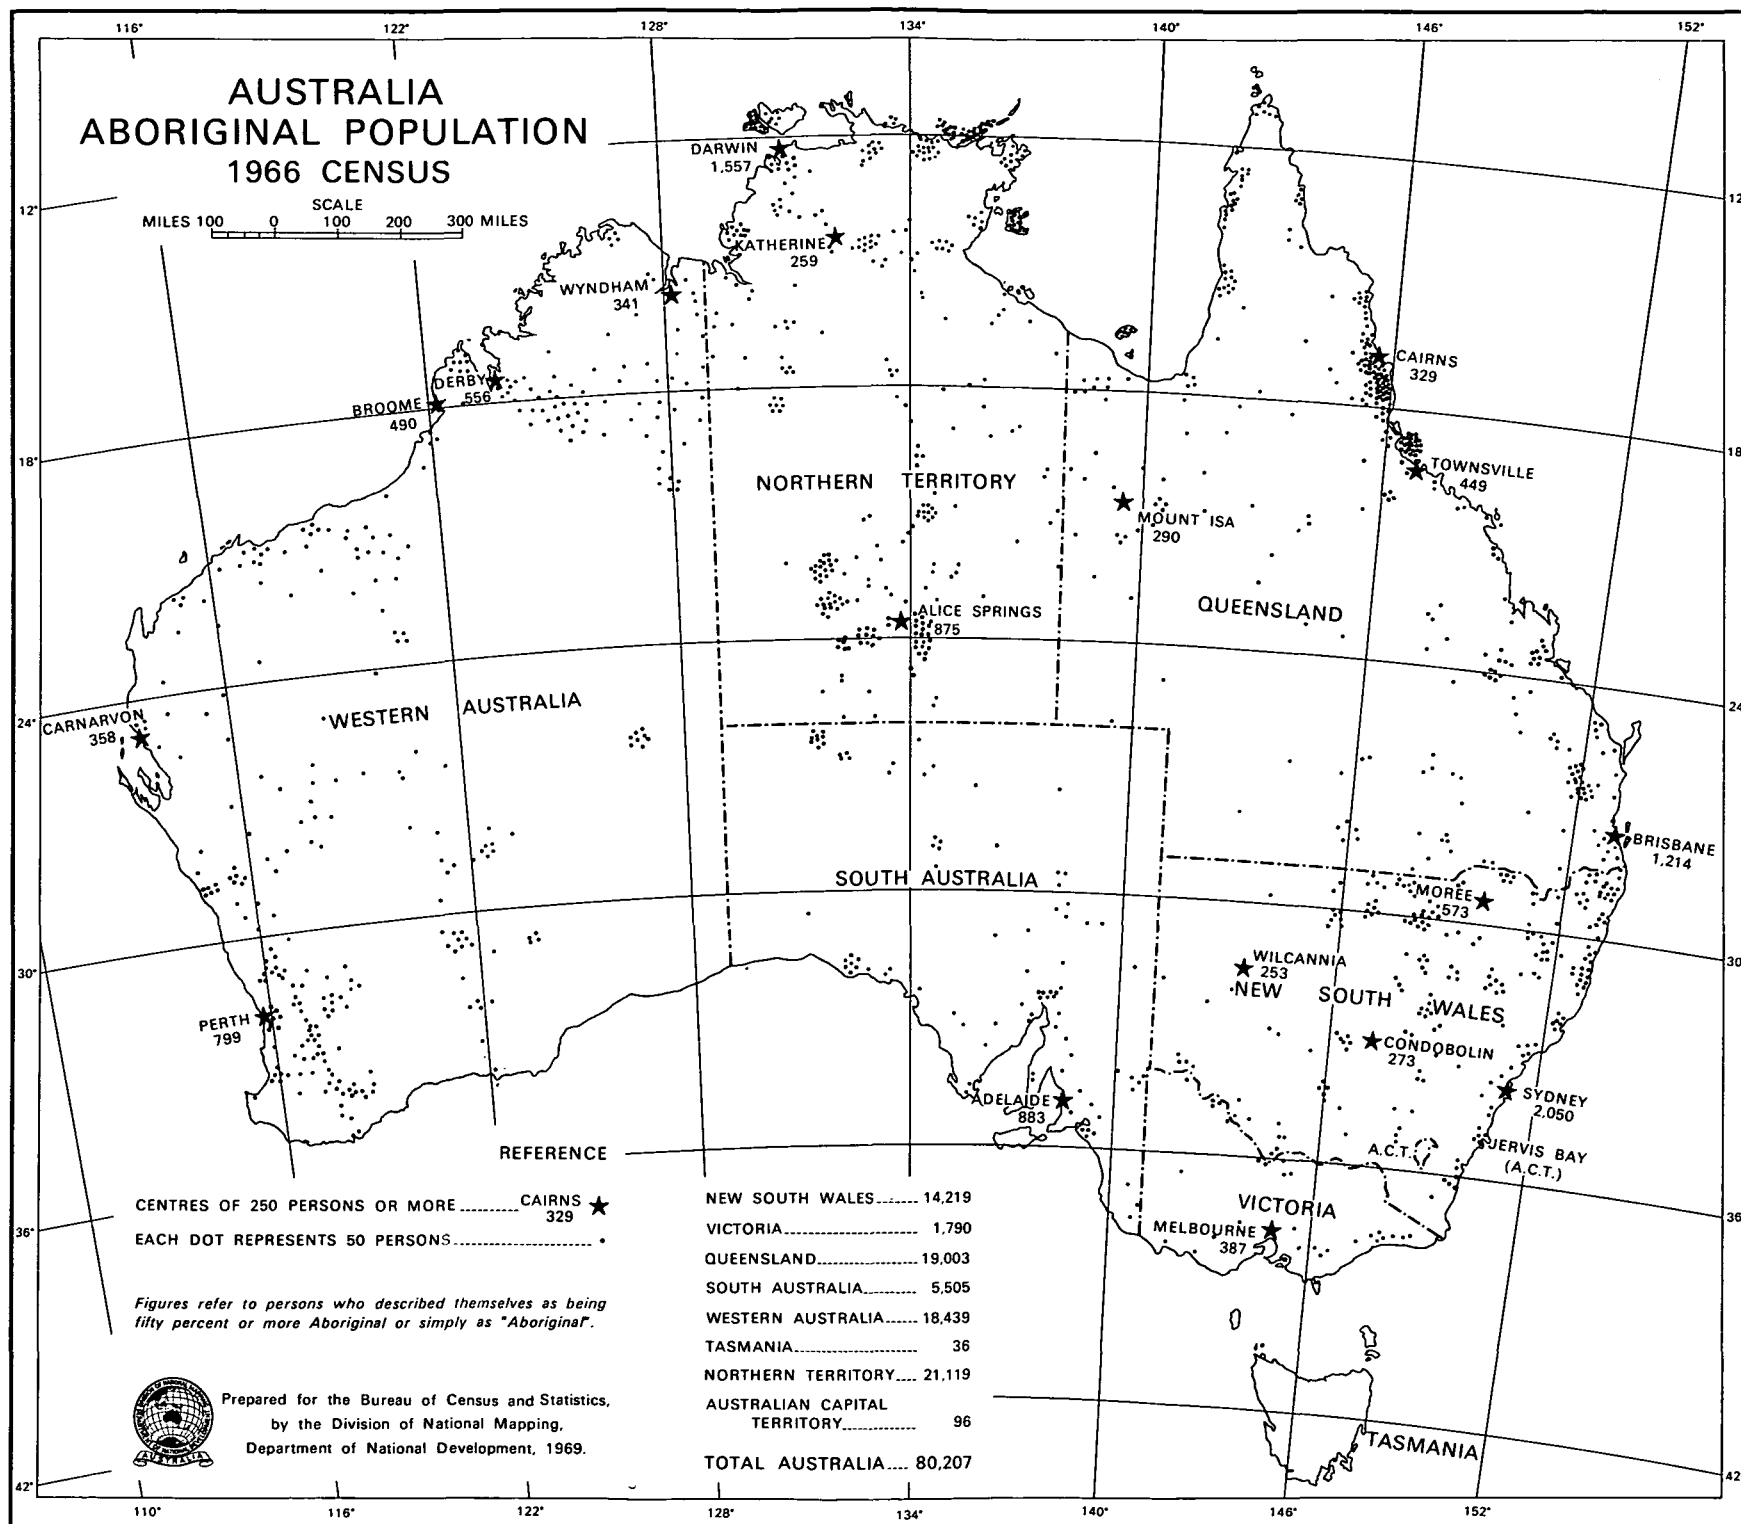 116° 122° 128° 134° 140° 146° 152°
AUSTRALIA
ABORIGINAL POPULATION
1966 CENSUS
SCALE
MILES 100 0 100 200 300 MILES
DARWIN
1,557
12°
12
KATHERINE
259
WYNDHAM
341
CAIRNS
329
DERBY
556
BROOME
490
18°
18
NORTHERN TERRITORY
TOWNSVILLE
449
MOUNT ISA
290
ALICE SPRINGS
875
QUEENSLAND
24°
24
CARNARVON
358
WESTERN AUSTRALIA
BRISBANE
1,214
SOUTH AUSTRALIA
MOREE
573
30°
30
WILCANNIA
253
NEW SOUTH WALES
PERTH
799
CONDOBOLIN
273
ADELAIDE
883
SYDNEY
2,050
A.C.T.
JERVIS BAY
(A.C.T.)
36°
36
VICTORIA
MELBOURNE
387
REFERENCE
CENTRES OF 250 PERSONS OR MORE CAIRNS
329
EACH DOT REPRESENTS 50 PERSONS
Figures refer to persons who described themselves as being
fifty percent or more Aboriginal or simply as "Aboriginal".
Prepared for the Bureau of Census and Statistics,
by the Division of National Mapping,
Department of National Development, 1969.
AUSTRALIA
NEW SOUTH WALES 14,219
VICTORIA 1,790
QUEENSLAND 19,003
SOUTH AUSTRALIA 5,505
WESTERN AUSTRALIA 18,439
TASMANIA 36
NORTHERN TERRITORY 21,119
AUSTRALIAN CAPITAL
TERRITORY 96
TOTAL AUSTRALIA 80,207
TASMANIA
42°
42
110° 116° 122° 128° 134° 140° 146° 152°